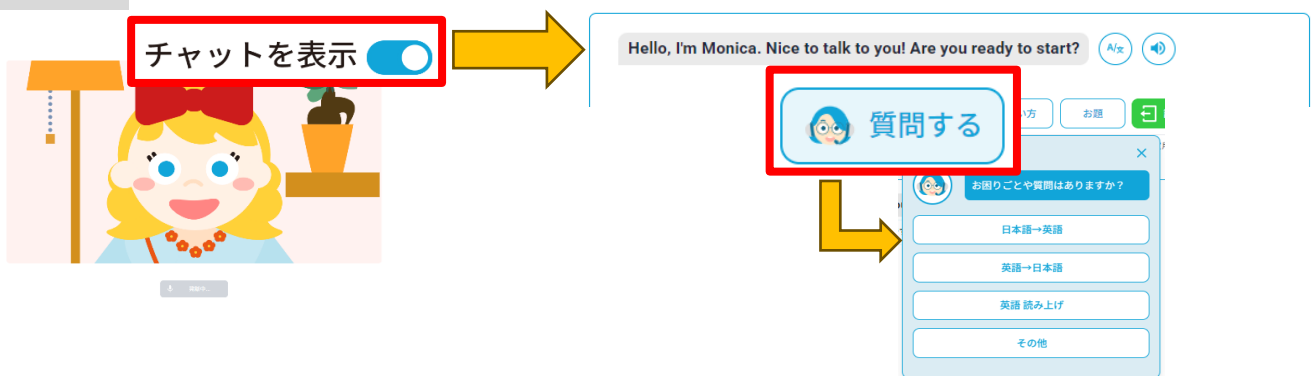 チャットを表示
Hello, I'm Monica. Nice to talk to you! Are you ready to start?
A/文
質問する
い方
お題
お困りごとや質問はありますか？
日本語→英語
英語→日本語
英語 読み上げ
その他